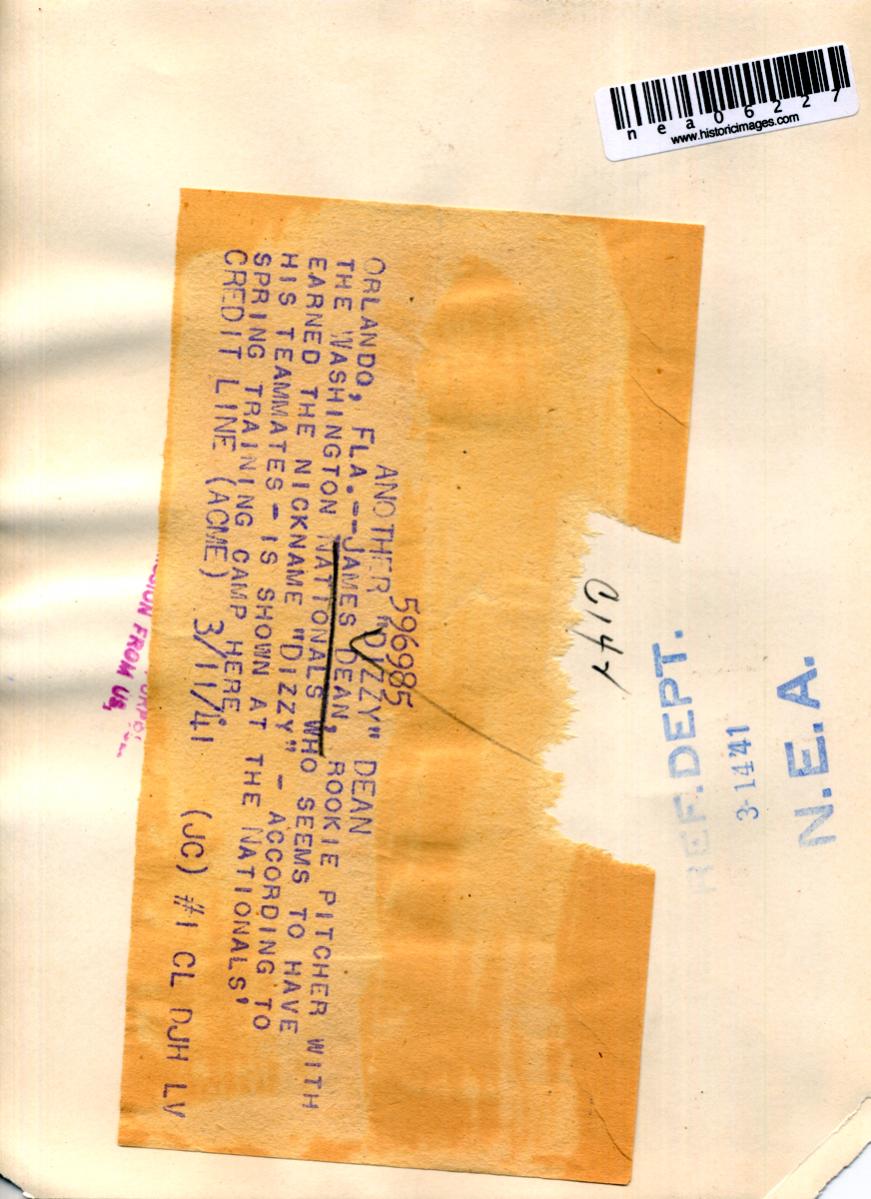 nea06227
www.historicimages.com
596985
ANOTHER "DIZZY" DEAN
ORLANDO, FLA.--JAMES DEAN, ROOKIE PITCHER WITH
THE WASHINGTON NATIONALS WHO SEEMS TO HAVE
EARNED THE NICKNAME "DIZZY" - ACCORDING TO
HIS TEAMMATES - IS SHOWN AT THE NATIONALS'
SPRING TRAINING CAMP HERE.
CREDIT LINE (ACME) 3/11/41 (JC) #1 CL DJH LV
REF. DEPT.
3-14-41
N.E.A.
FROM US,